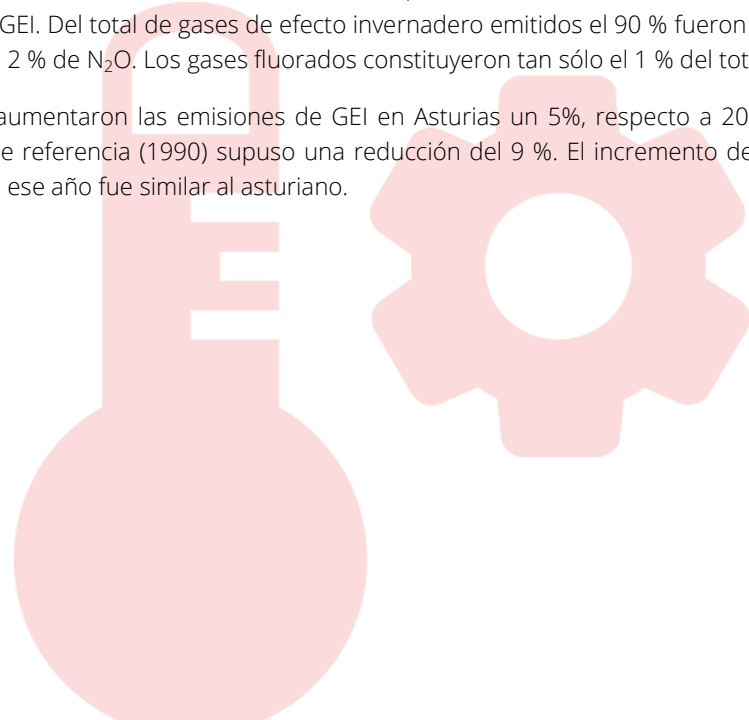 GEI. Del total de gases de efecto invernadero emitidos el 90 % fueron
2 % de N₂O. Los gases fluorados constituyeron tan sólo el 1 % del tot
aumentaron las emisiones de GEI en Asturias un 5%, respecto a 20
e referencia (1990) supuso una reducción del 9 %. El incremento de
ese año fue similar al asturiano.